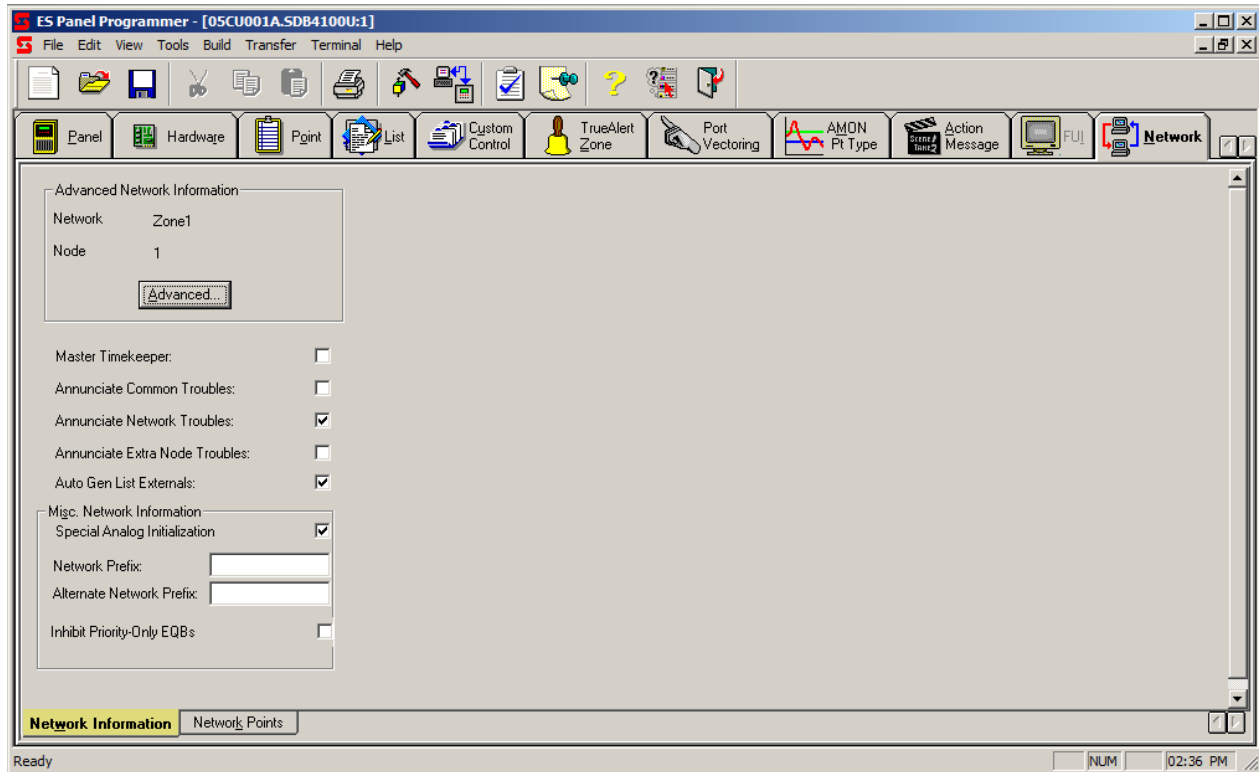 ES Panel Programmer - [05CU001A.SDB4100U:1]
File Edit View Tools Build Transfer Terminal Help
Panel Hardware Point List Custom Control TrueAlert Zone Port Vectoring AMON Pt Type Action Message FUI Network
Advanced Network Information
Network Zone1
Node 1
Advanced...
Master Timekeeper:
Annunciate Common Troubles:
Annunciate Network Troubles:
Annunciate Extra Node Troubles:
Auto Gen List Externals:
Misc. Network Information
Special Analog Initialization
Network Prefix:
Alternate Network Prefix:
Inhibit Priority-Only EQBs
Network Information Network Points
Ready NUM 02:36 PM